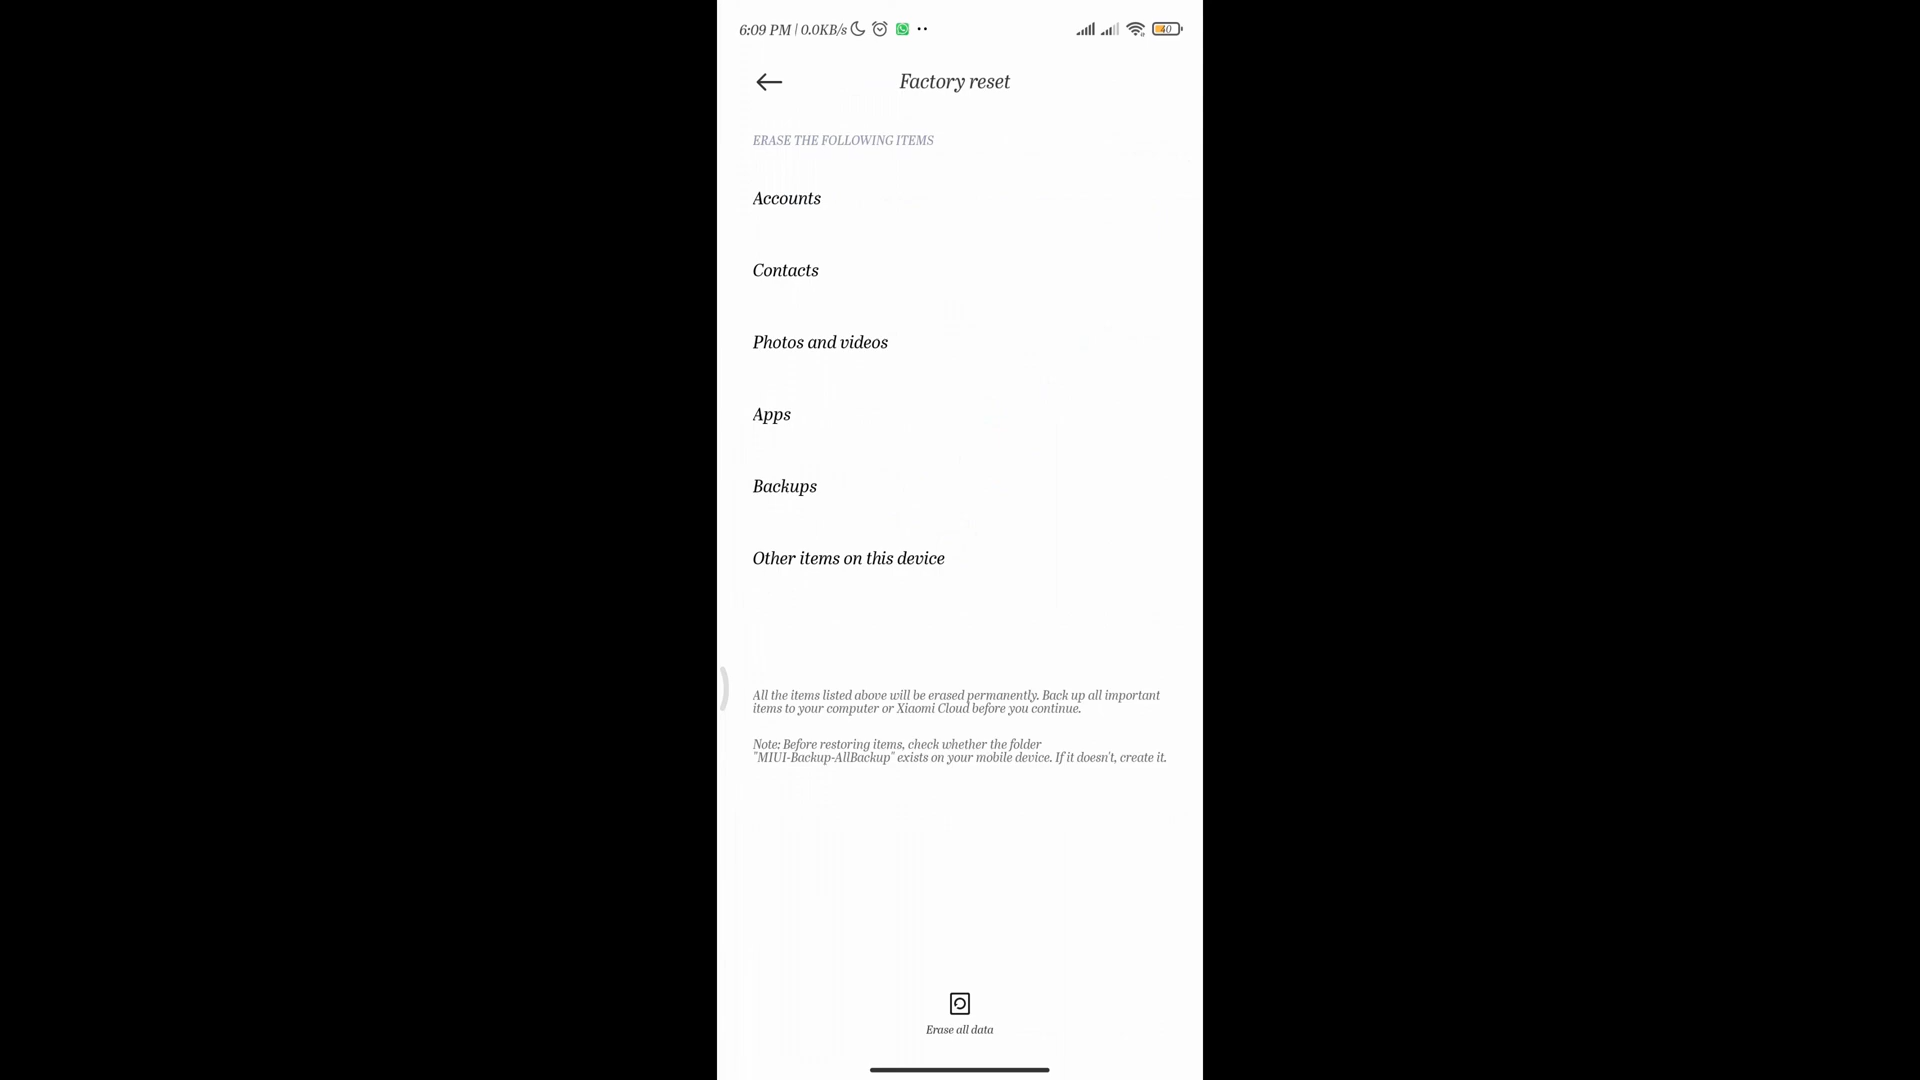 6:09 PM | 0.0KB/s 40
Factory reset
ERASE THE FOLLOWING ITEMS
Accounts
Contacts
Photos and videos
Apps
Backups
Other items on this device
All the items listed above will be erased permanently. Back up all important
items to your computer or Xiaomi Cloud before you continue.
Note: Before restoring items, check whether the folder
"MIUI-Backup-AllBackup" exists on your mobile device. If it doesn't, create it.
Erase all data